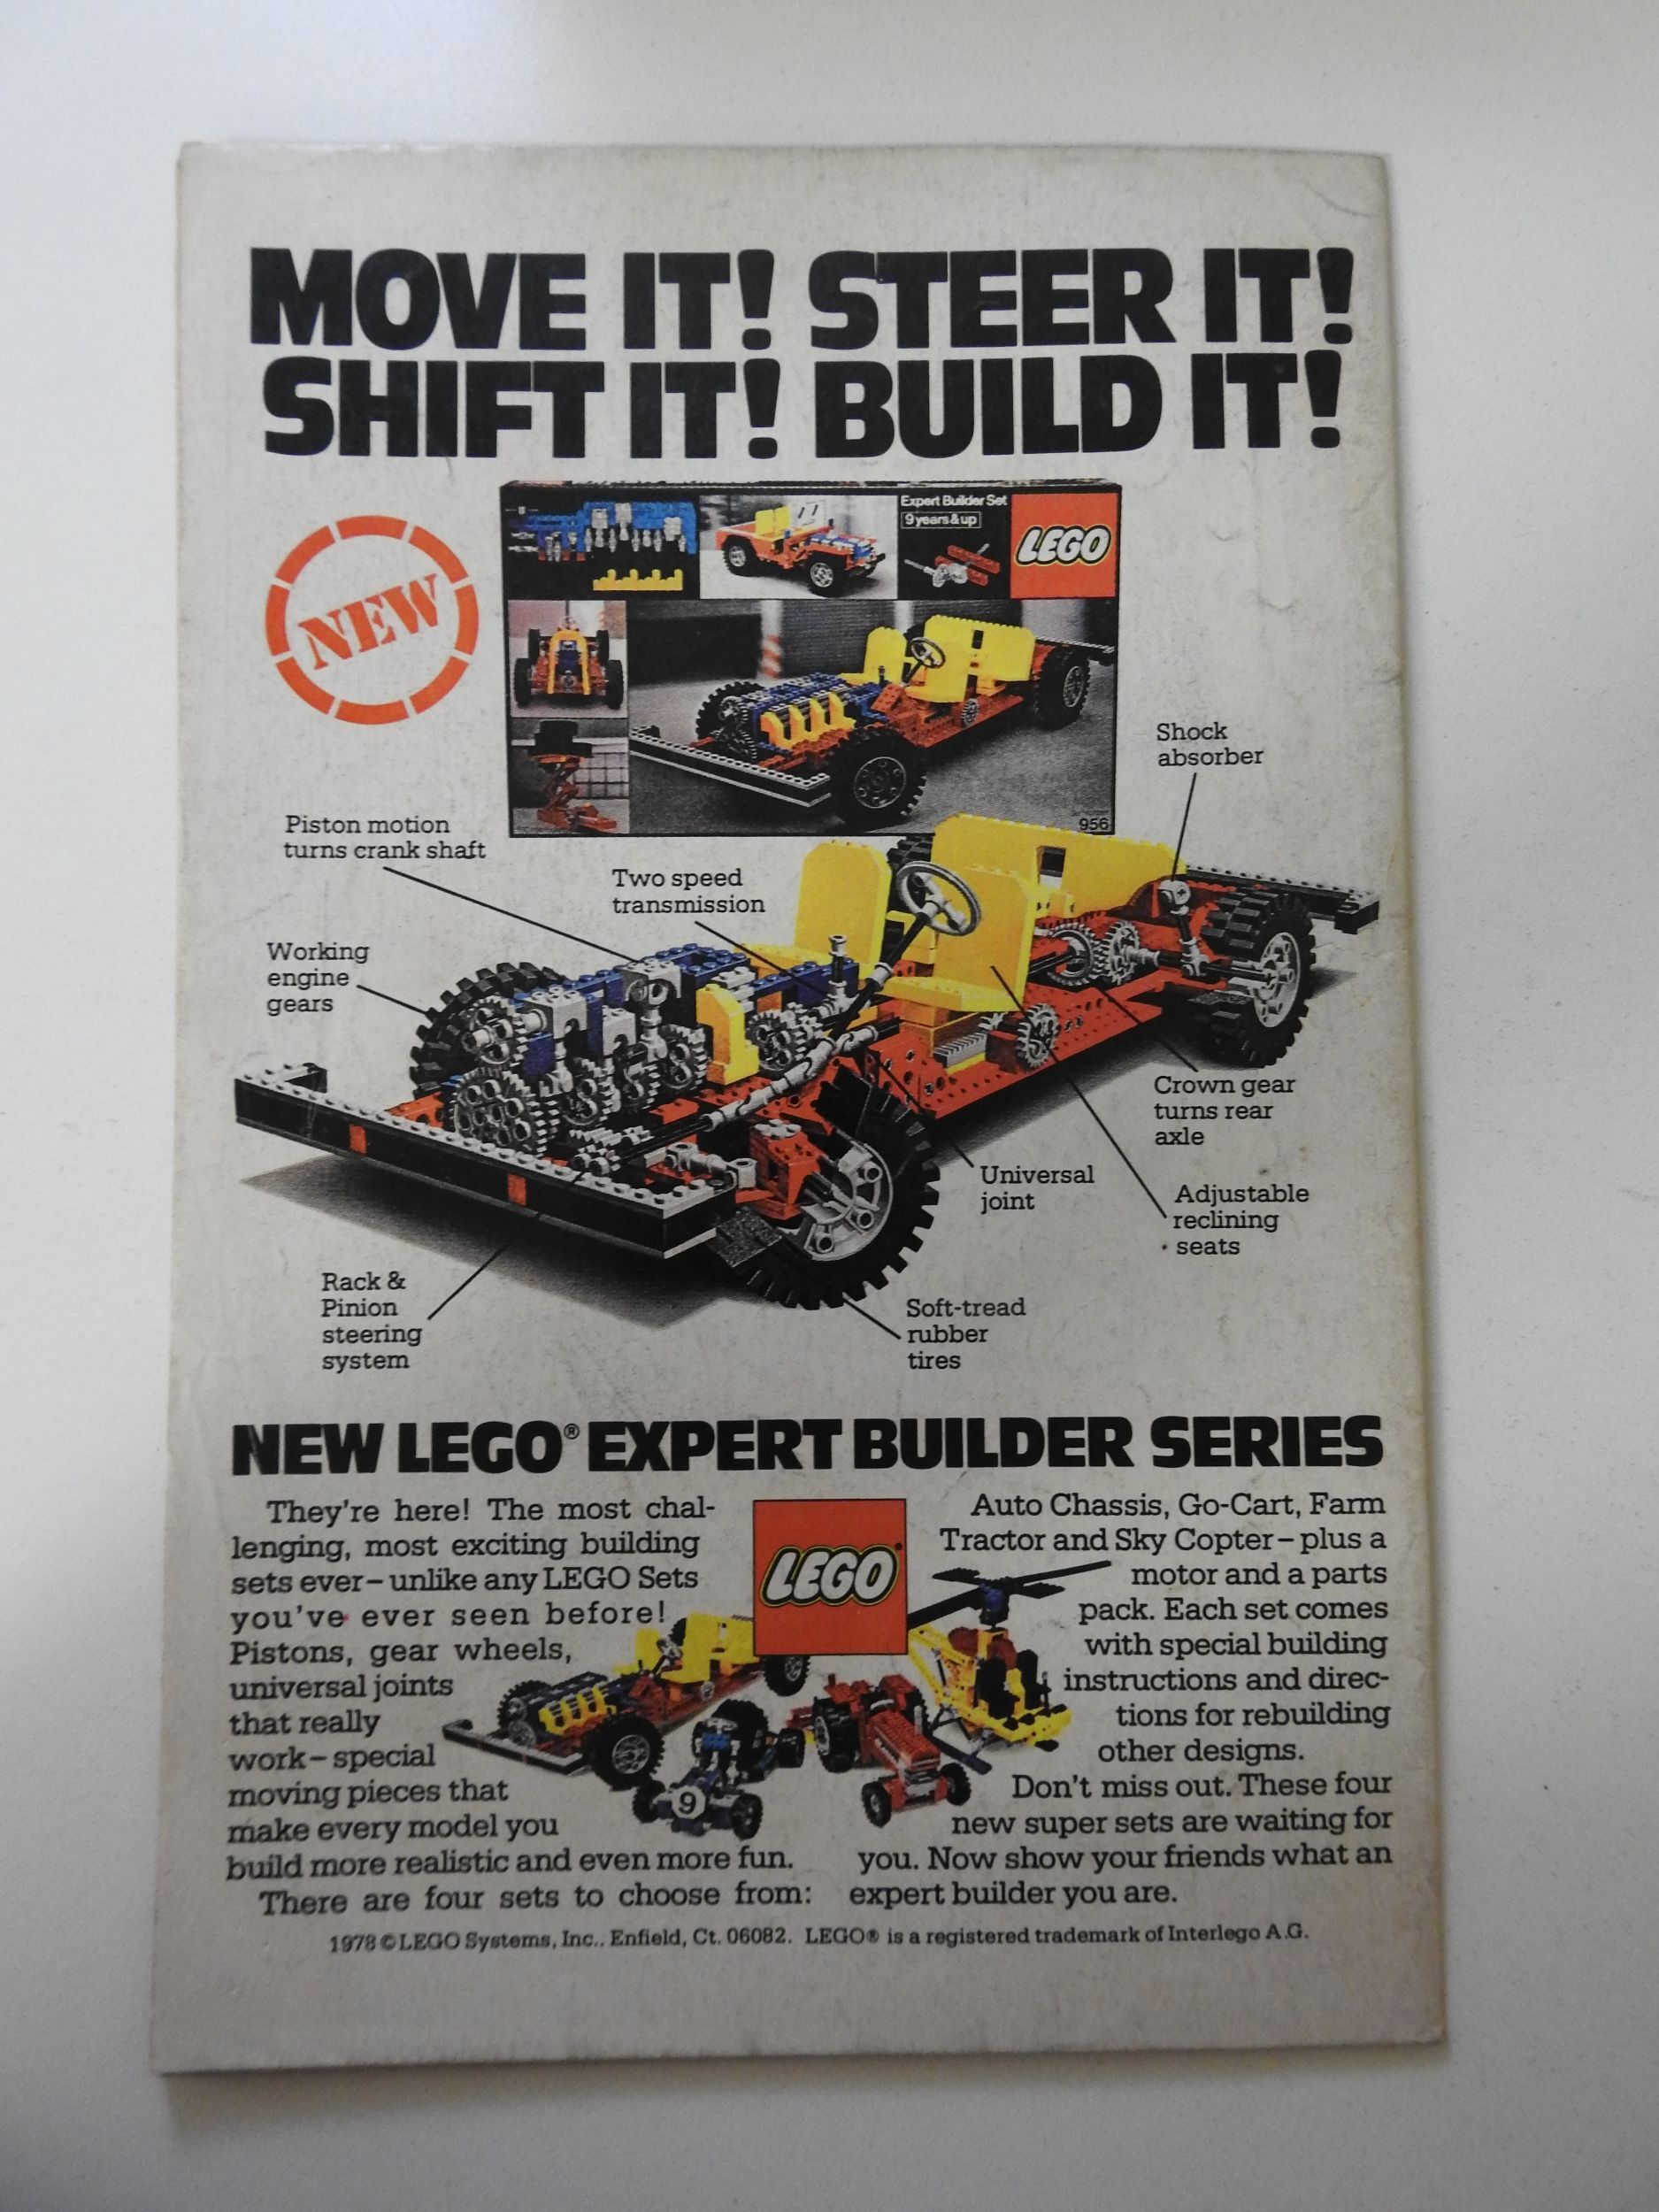 MOVE IT! STEER IT!
SHIFT IT! BUILD IT!
NEW
Expert Builder Set
9 years & up
LEGO
956
Shock
absorber
Piston motion
turns crank shaft
Two speed
transmission
Working
engine
gears
Crown gear
turns rear
axle
Universal
joint
Adjustable
reclining
seats
Rack &
Pinion
steering
system
Soft-tread
rubber
tires
NEW LEGO® EXPERT BUILDER SERIES
They're here! The most chal-
lenging, most exciting building
sets ever–unlike any LEGO Sets
you've ever seen before!
Pistons, gear wheels,
universal joints
that really
work–special
moving pieces that
make every model you
build more realistic and even more fun.
There are four sets to choose from:
LEGO®
9
Auto Chassis, Go-Cart, Farm
Tractor and Sky Copter–plus a
motor and a parts
pack. Each set comes
with special building
instructions and direc-
tions for rebuilding
other designs.
Don't miss out. These four
new super sets are waiting for
you. Now show your friends what an
expert builder you are.
1978 © LEGO Systems, Inc., Enfield, Ct. 06082. LEGO® is a registered trademark of Interlego A.G.